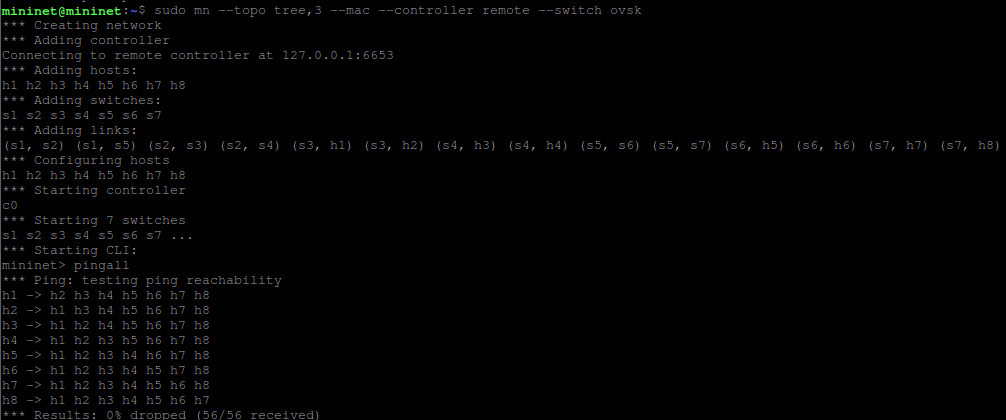 mininet@mininet:~$ sudo mn --topo tree,3 --mac --controller remote --switch ovsk
*** Creating network
*** Adding controller
Connecting to remote controller at 127.0.0.1:6653
*** Adding hosts:
h1 h2 h3 h4 h5 h6 h7 h8
*** Adding switches:
s1 s2 s3 s4 s5 s6 s7
*** Adding links:
(s1, s2) (s1, s5) (s2, s3) (s2, s4) (s3, h1) (s3, h2) (s4, h3) (s4, h4) (s5, s6) (s5, s7) (s6, h5) (s6, h6) (s7, h7) (s7, h8)
*** Configuring hosts
h1 h2 h3 h4 h5 h6 h7 h8
*** Starting controller
c0
*** Starting 7 switches
s1 s2 s3 s4 s5 s6 s7 ...
*** Starting CLI:
mininet> pingall
*** Ping: testing ping reachability
h1 -> h2 h3 h4 h5 h6 h7 h8
h2 -> h1 h3 h4 h5 h6 h7 h8
h3 -> h1 h2 h4 h5 h6 h7 h8
h4 -> h1 h2 h3 h5 h6 h7 h8
h5 -> h1 h2 h3 h4 h6 h7 h8
h6 -> h1 h2 h3 h4 h5 h7 h8
h7 -> h1 h2 h3 h4 h5 h6 h8
h8 -> h1 h2 h3 h4 h5 h6 h7
*** Results: 0% dropped (56/56 received)